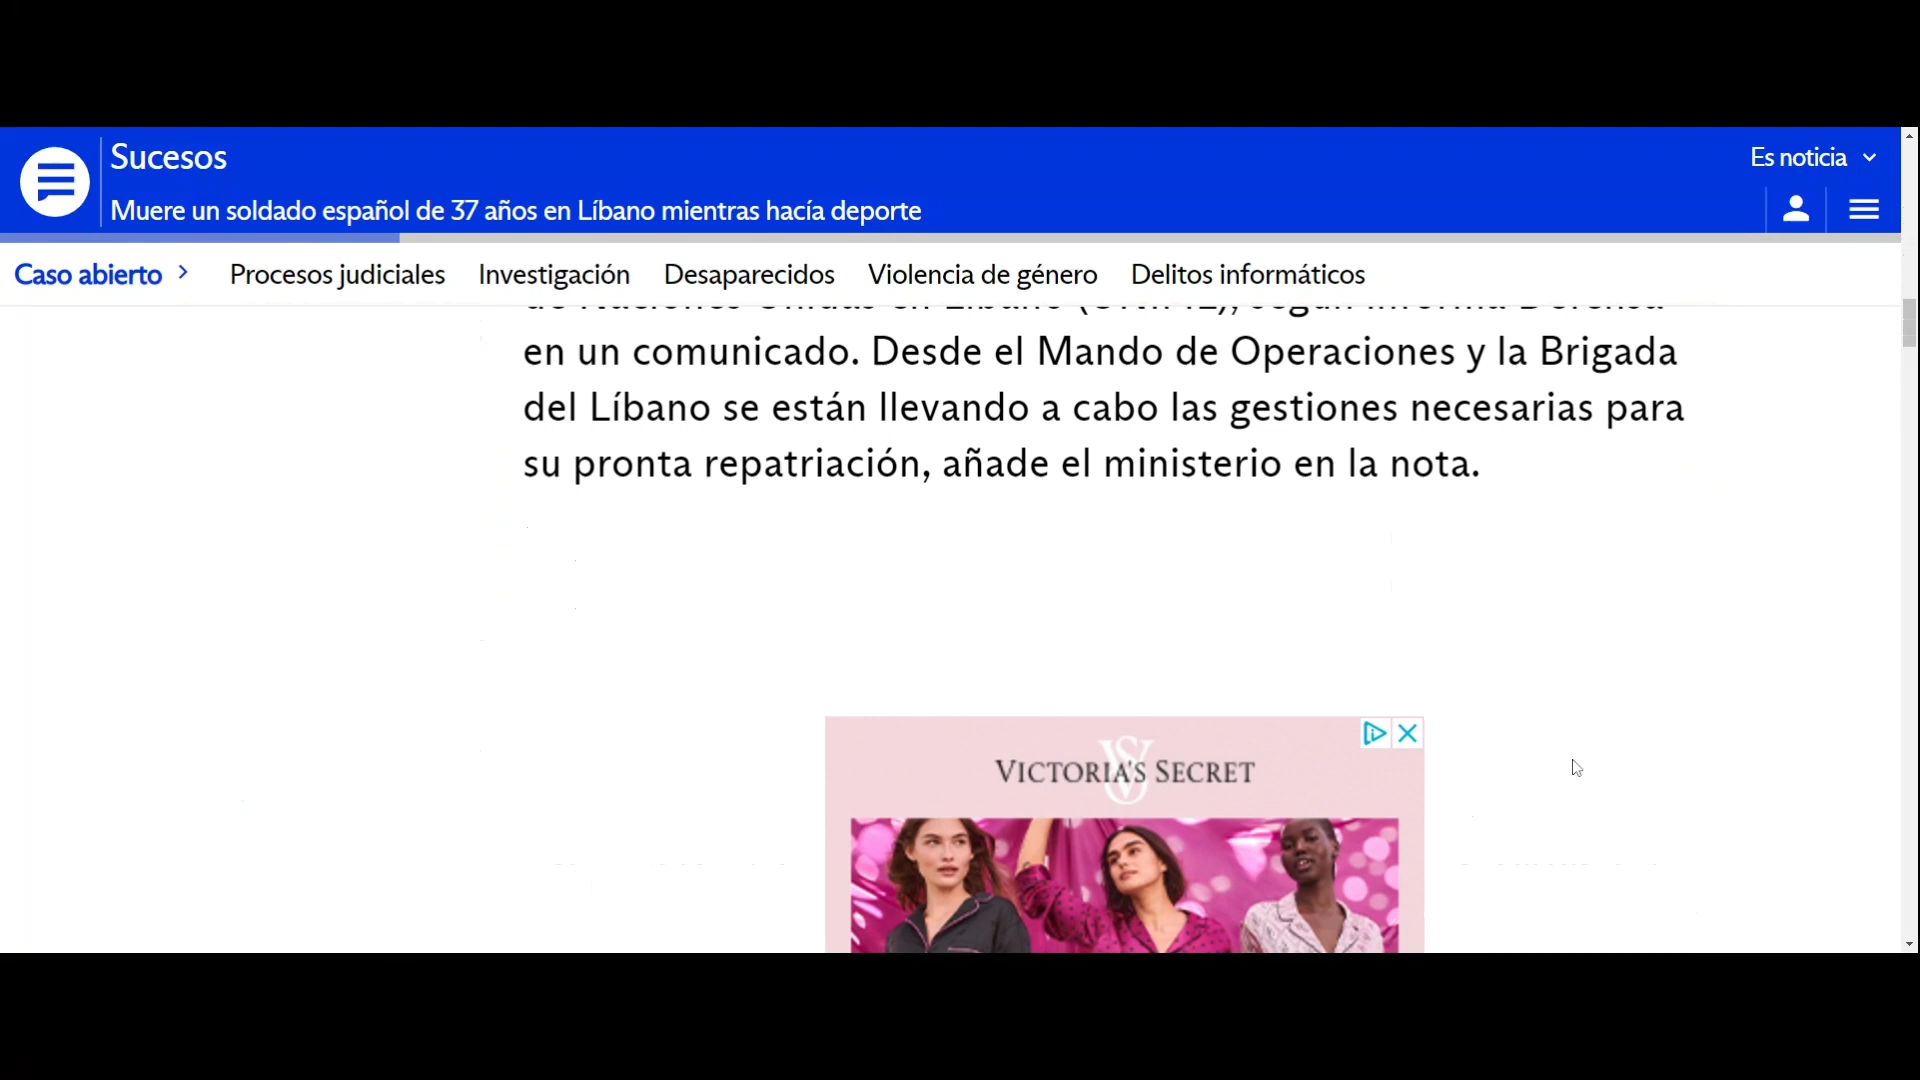 Sucesos
Es noticia
Muere un soldado español de 37 años en Líbano mientras hacía deporte
Caso abierto
Procesos judiciales
Investigación
Desaparecidos
Violencia de género
Delitos informáticos
en un comunicado. Desde el Mando de Operaciones y la Brigada
del Líbano se están llevando a cabo las gestiones necesarias para
su pronta repatriación, añade el ministerio en la nota.
VICTORIA'S SECRET
VS